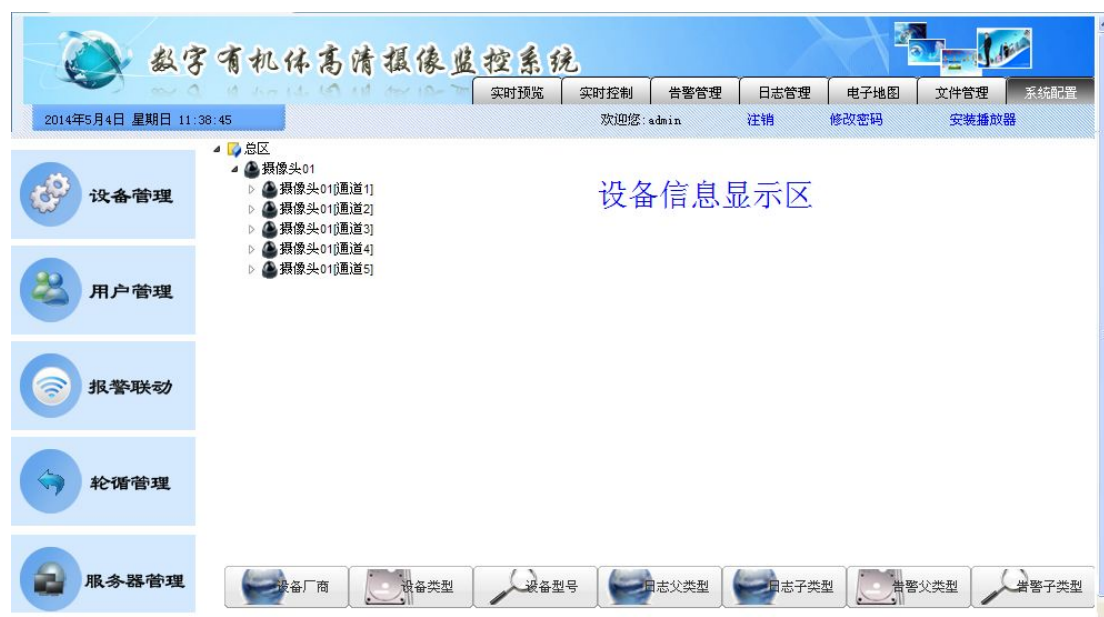 数字有机体高清摄像监控系统
实时预览 实时控制 告警管理 日志管理 电子地图 文件管理 系统配置
2014年5月4日 星期日 11:38:45 欢迎您:admin 注销 修改密码 安装播放器
总区
摄像头01
摄像头01[通道1]
摄像头01[通道2]
摄像头01[通道3]
摄像头01[通道4]
摄像头01[通道5]
设备信息显示区
设备管理
用户管理
报警联动
轮循管理
服务器管理
设备厂商 设备类型 设备型号 日志父类型 日志子类型 告警父类型 告警子类型